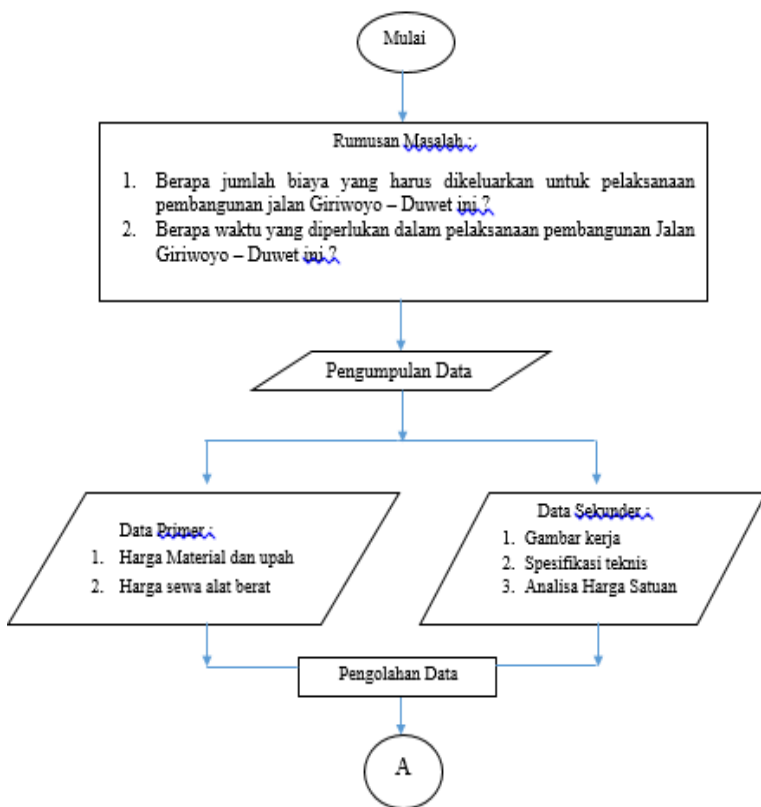 Mulai
Rumusan Masalah :
1. Berapa jumlah biaya yang harus dikeluarkan untuk pelaksanaan
pembangunan jalan Giriwoyo – Duwet ini ?
2. Berapa waktu yang diperlukan dalam pelaksanaan pembangunan Jalan
Giriwoyo – Duwet ini ?
Pengumpulan Data
Data Primer :
1. Harga Material dan upah
2. Harga sewa alat berat
Data Sekunder :
1. Gambar kerja
2. Spesifikasi teknis
3. Analisa Harga Satuan
Pengolahan Data
A